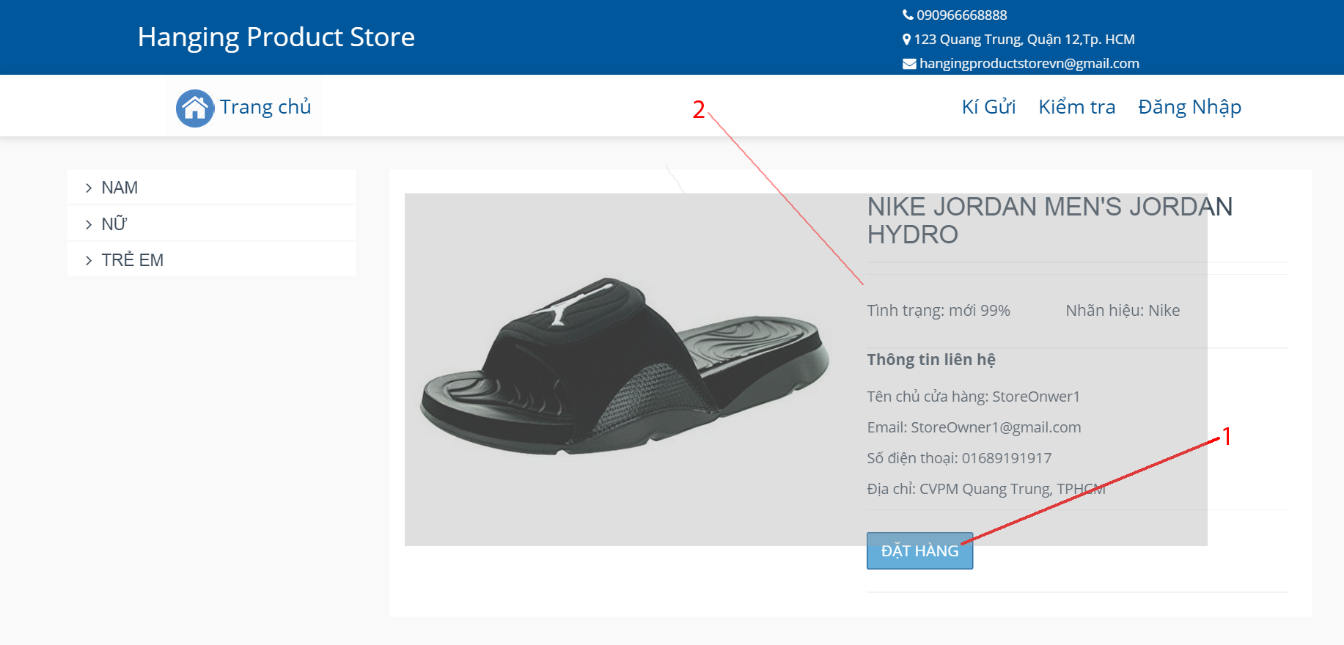 Hanging Product Store
090966668888
123 Quang Trung, Quận 12,Tp. HCM
hangingproductstorevn@gmail.com
Trang chủ
Kí Gửi Kiểm tra Đăng Nhập
2
NAM
NỮ
TRẺ EM
NIKE JORDAN MEN'S JORDAN
HYDRO
Tình trạng: mới 99% Nhãn hiệu: Nike
Thông tin liên hệ
Tên chủ cửa hàng: StoreOnwer1
Email: StoreOwner1@gmail.com
1
Số điện thoại: 01689191917
Địa chỉ: CVPM Quang Trung, TPHCM
ĐẶT HÀNG